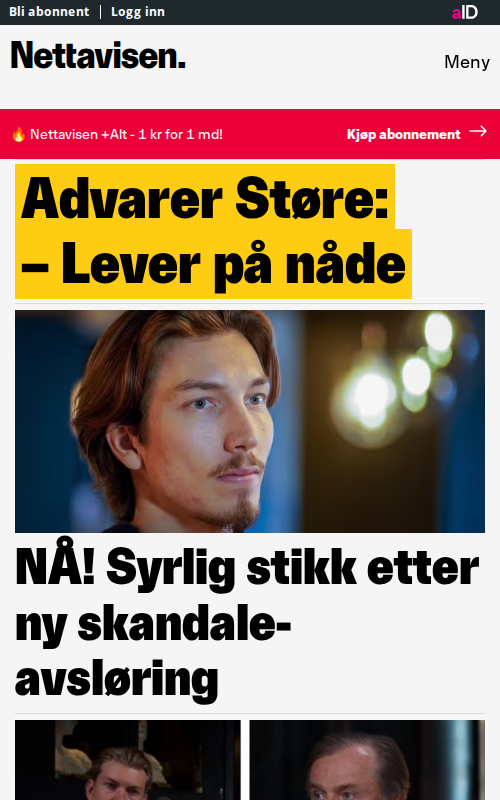 Bli abonnent | Logg inn
aID
Nettavisen.
Meny
🔥 Nettavisen +Alt - 1 kr for 1 md!
Kjøp abonnement →
Advarer Støre:
– Lever på nåde
NÅ! Syrlig stikk etter
ny skandale-
avsløring